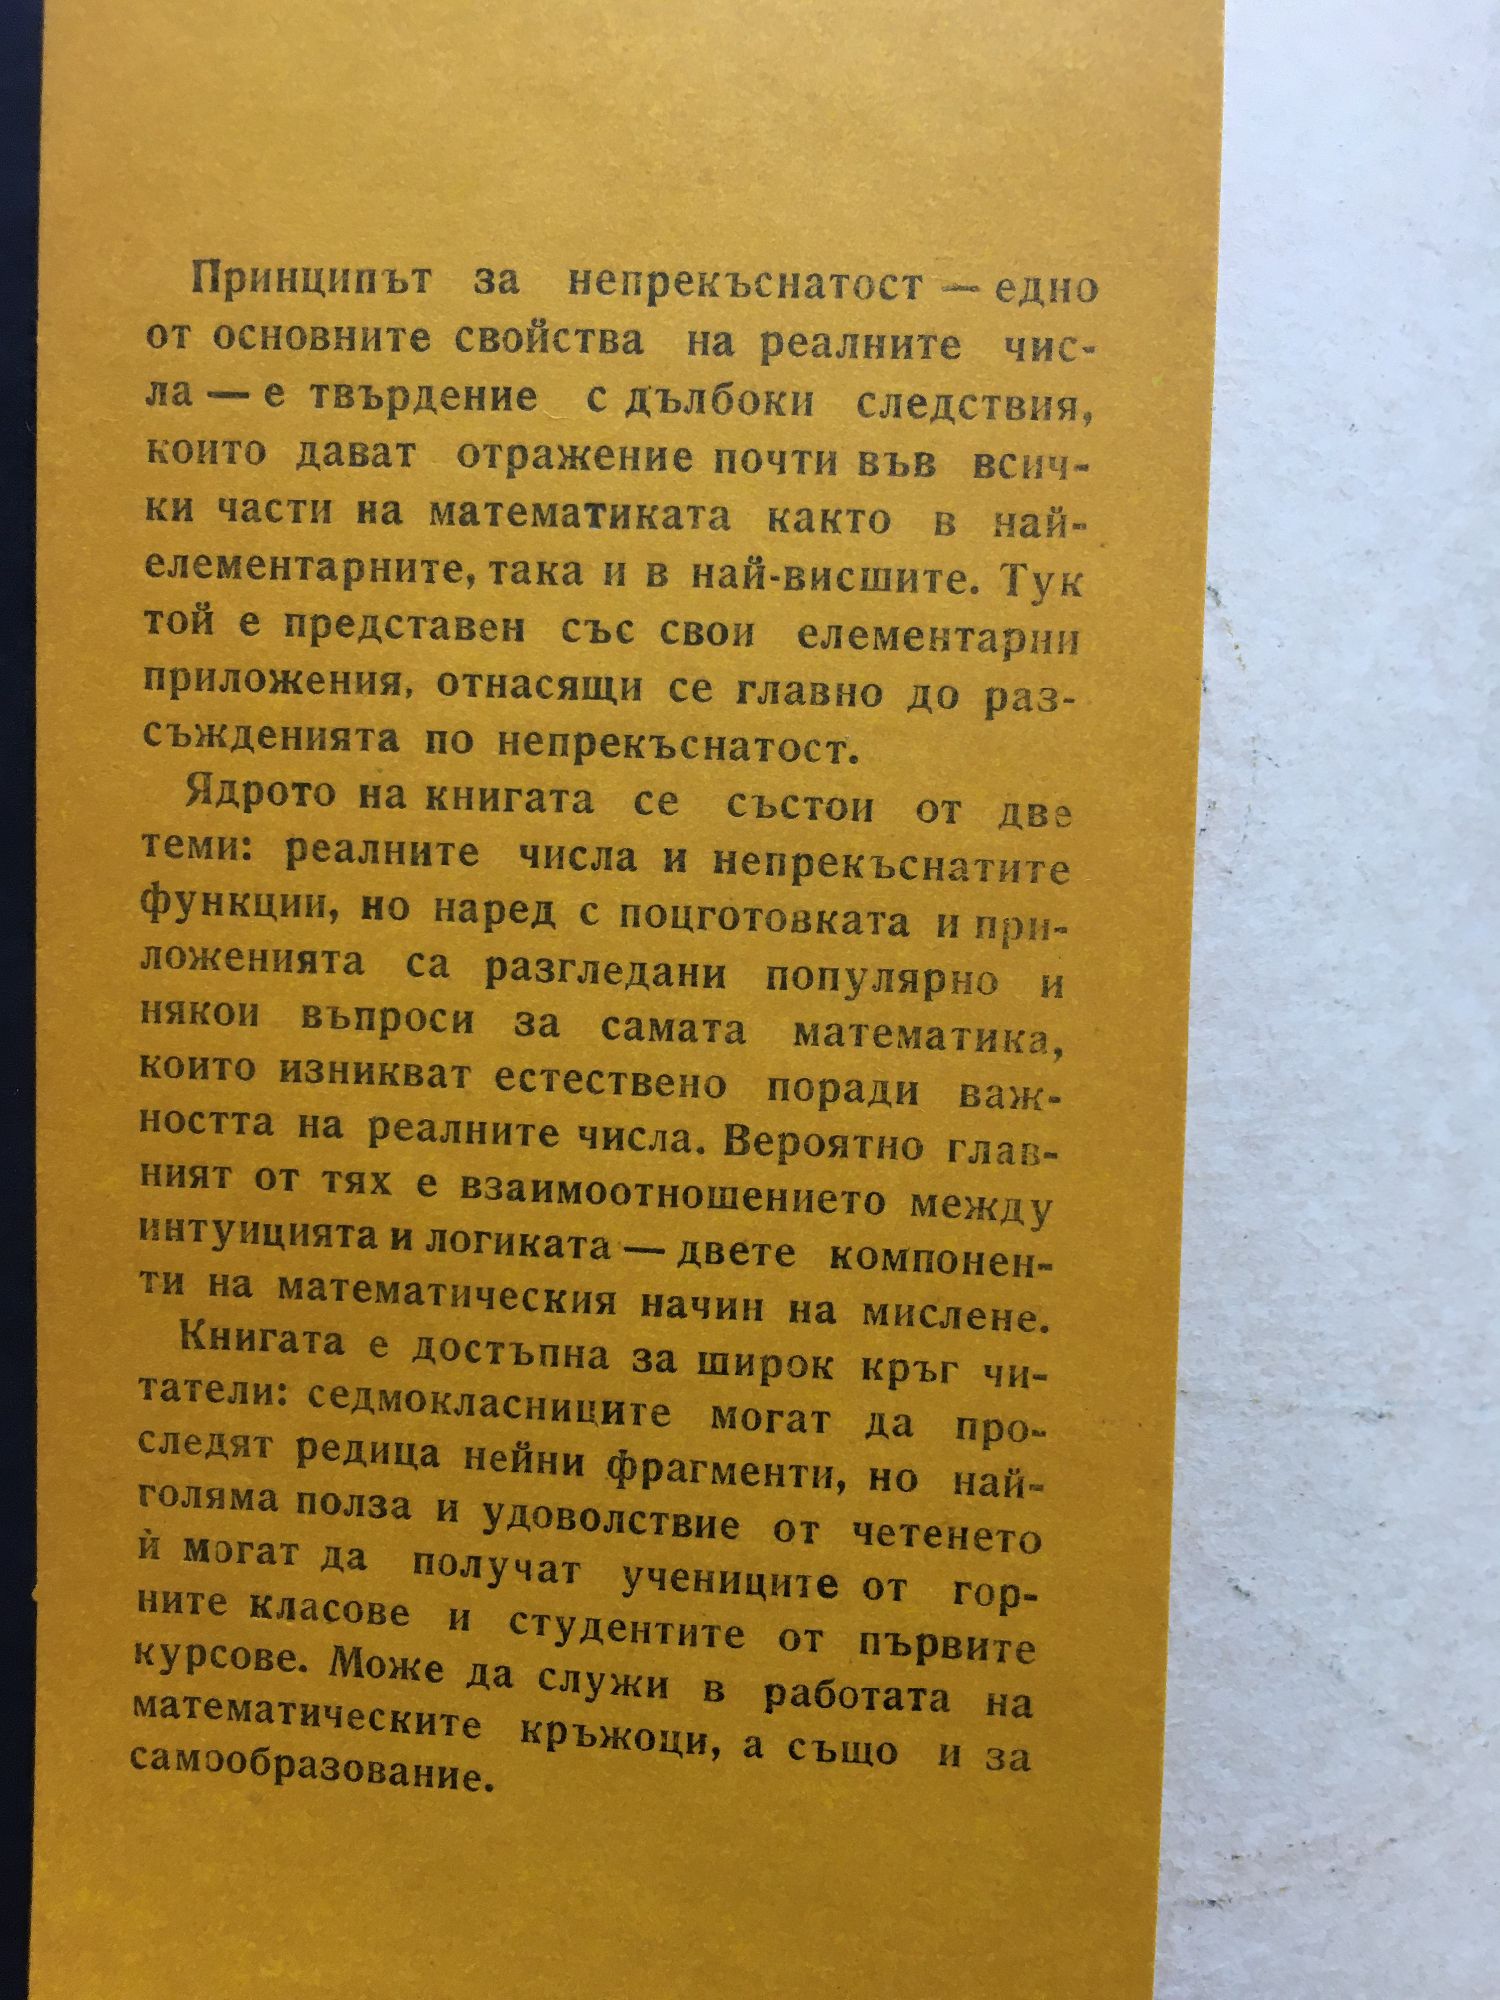 Принципът за непрекъснатост — едно
от основните свойства на реалните чис-
ла — е твърдение с дълбоки следствия,
които дават отражение почти във всич-
ки части на математиката както в най-
елементарните, така и в най-висшите. Тук
той е представен със свои елементарни
приложения, отнасящи се главно до раз-
съжденията по непрекъснатост.
Ядрото на книгата се състои от две
теми: реалните числа и непрекъснатите
функции, но наред с поцготовката и при-
ложенията са разгледани популярно и
някои въпроси за самата математика,
които изникват естествено поради важ-
ността на реалните числа. Вероятно глав-
ният от тях е взаимоотношението между
интуицията и логиката — двете компонен-
ти на математическия начин на мислене.
Книгата е достъпна за широк кръг чи-
татели: седмокласниците могат да про-
следят редица нейни фрагменти, но най-
голяма полза и удоволствие от четенето
ѝ могат да получат учениците от гор-
ните класове и студентите от първите
курсове. Може да служи в работата на
математическите кръжоци, а също и за
самообразование.